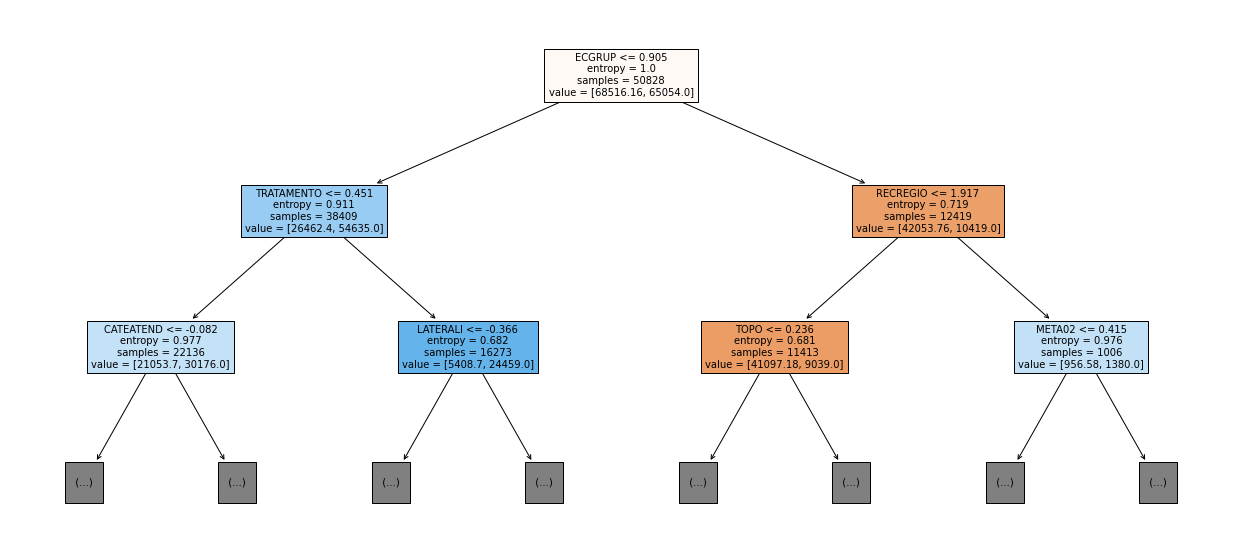 ECGRUP <= 0.905
entropy = 1.0
samples = 50828
value = [68516.16, 65054.0]
TRATAMENTO <= 0.451
entropy = 0.911
samples = 38409
value = [26462.4, 54635.0]
RECREGIO <= 1.917
entropy = 0.719
samples = 12419
value = [42053.76, 10419.0]
CATEATEND <= -0.082
entropy = 0.977
samples = 22136
value = [21053.7, 30176.0]
LATERALI <= -0.366
entropy = 0.682
samples = 16273
value = [5408.7, 24459.0]
TOPO <= 0.236
entropy = 0.681
samples = 11413
value = [41097.18, 9039.0]
META02 <= 0.415
entropy = 0.976
samples = 1006
value = [956.58, 1380.0]
(...)
(...)
(...)
(...)
(...)
(...)
(...)
(...)